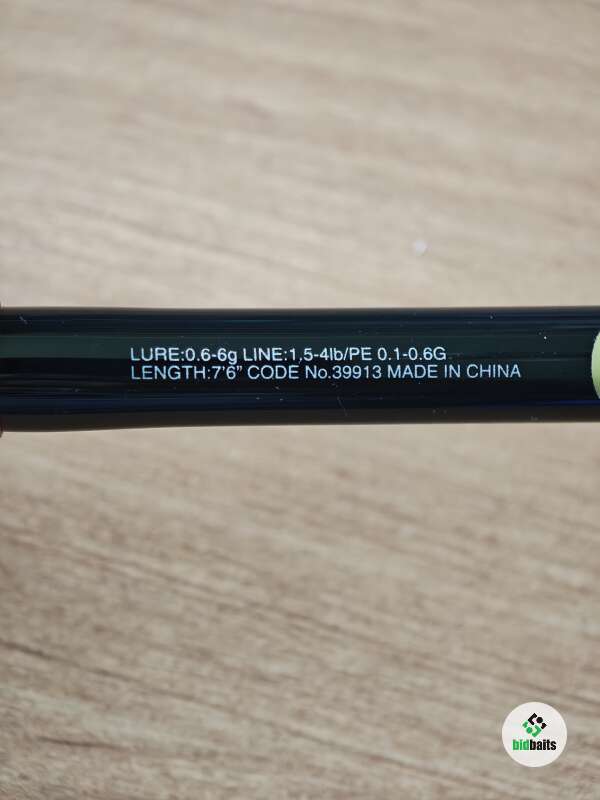 LURE:0.6-6g LINE:1,5-4lb/PE 0.1-0.6G
LENGTH:7'6" CODE No.39913 MADE IN CHINA
bidbaits